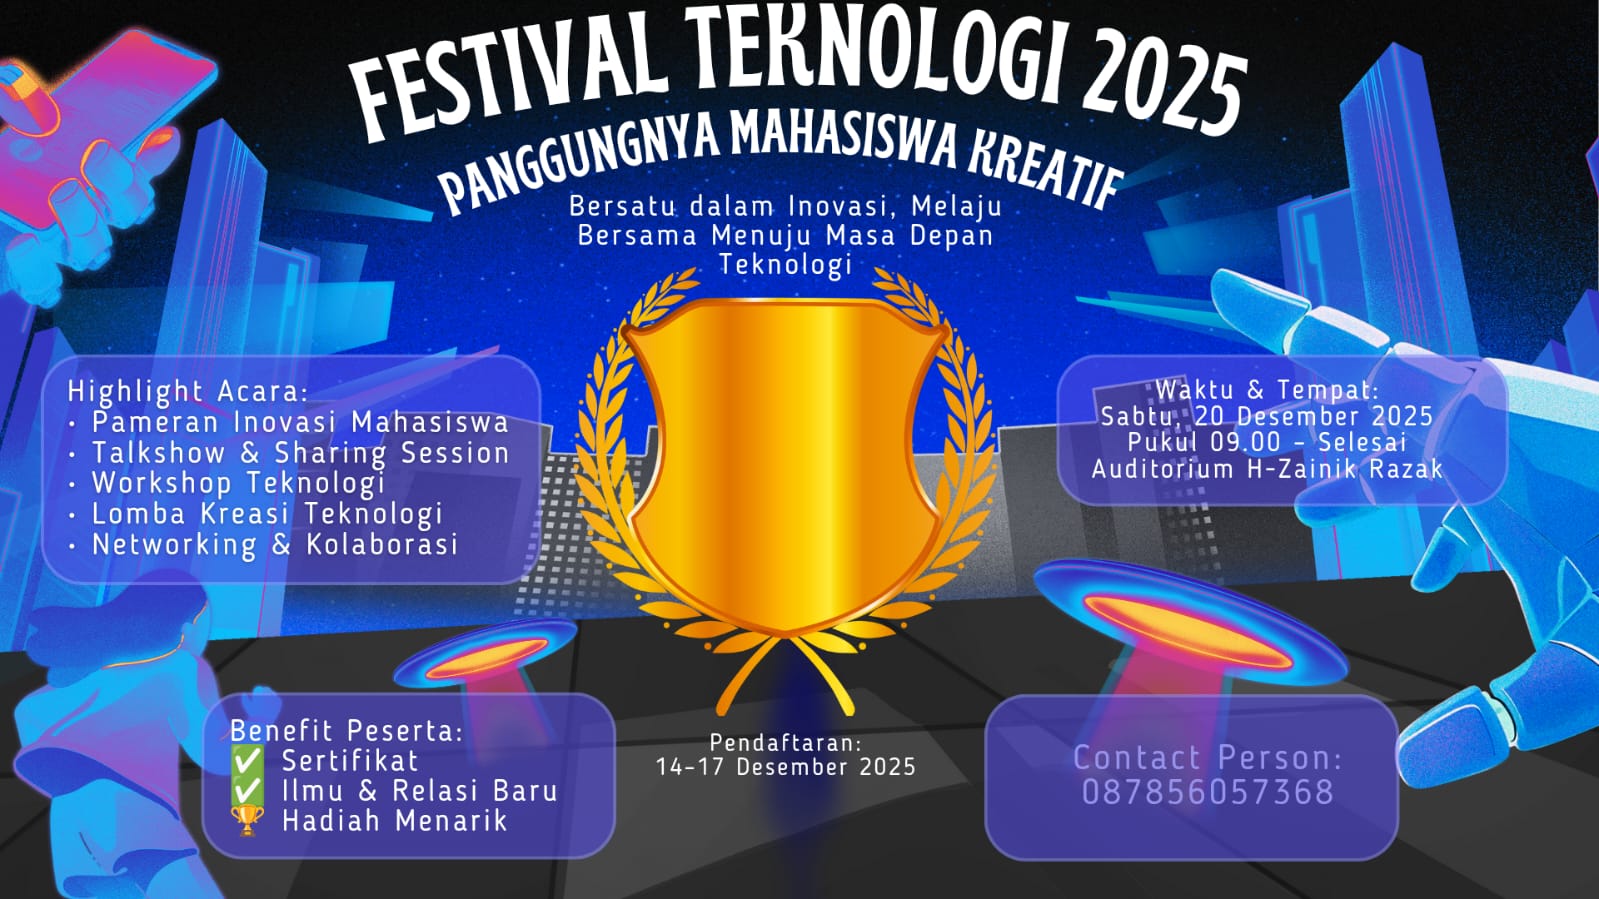 FESTIVAL TEKNOLOGI 2025
PANGGUNGNYA MAHASISWA KREATIF
Bersatu dalam Inovasi, Melaju
Bersama Menuju Masa Depan
Teknologi
Highlight Acara:
• Pameran Inovasi Mahasiswa
• Talkshow & Sharing Session
• Workshop Teknologi
• Lomba Kreasi Teknologi
• Networking & Kolaborasi
Waktu & Tempat:
Sabtu, 20 Desember 2025
Pukul 09.00 – Selesai
Auditorium H-Zainik Razak
Benefit Peserta:
✅ Sertifikat
✅ Ilmu & Relasi Baru
🏆 Hadiah Menarik
Pendaftaran:
14-17 Desember 2025
Contact Person:
087856057368